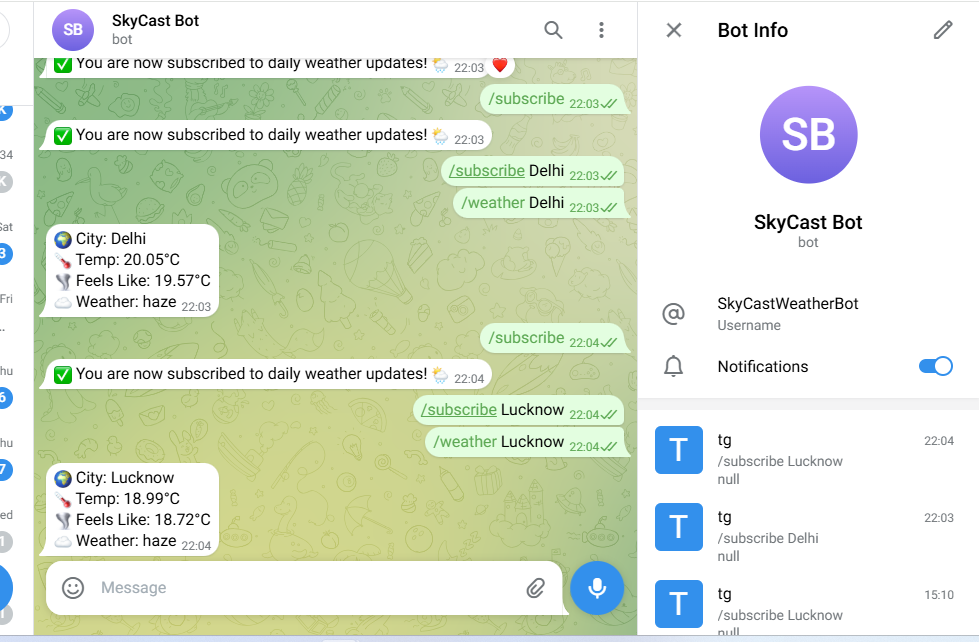 SB
SkyCast Bot
bot
You are now subscribed to daily weather updates! 22:03
/subscribe 22:03
You are now subscribed to daily weather updates! 22:03
/subscribe Delhi 22:03
/weather Delhi 22:03
City: Delhi
Temp: 20.05°C
Feels Like: 19.57°C
Weather: haze 22:03
/subscribe 22:04
You are now subscribed to daily weather updates! 22:04
/subscribe Lucknow 22:04
/weather Lucknow 22:04
City: Lucknow
Temp: 18.99°C
Feels Like: 18.72°C
Weather: haze 22:04
Message
K
34
K
Sat
3
Fri
..
hu
6
hu
7
ed
1
1
Bot Info
SB
SkyCast Bot
bot
@
SkyCastWeatherBot
Username
Notifications
T
tg 22:04
/subscribe Lucknow
null
T
tg 22:03
/subscribe Delhi
null
T
tg 15:10
/subscribe Lucknow
null